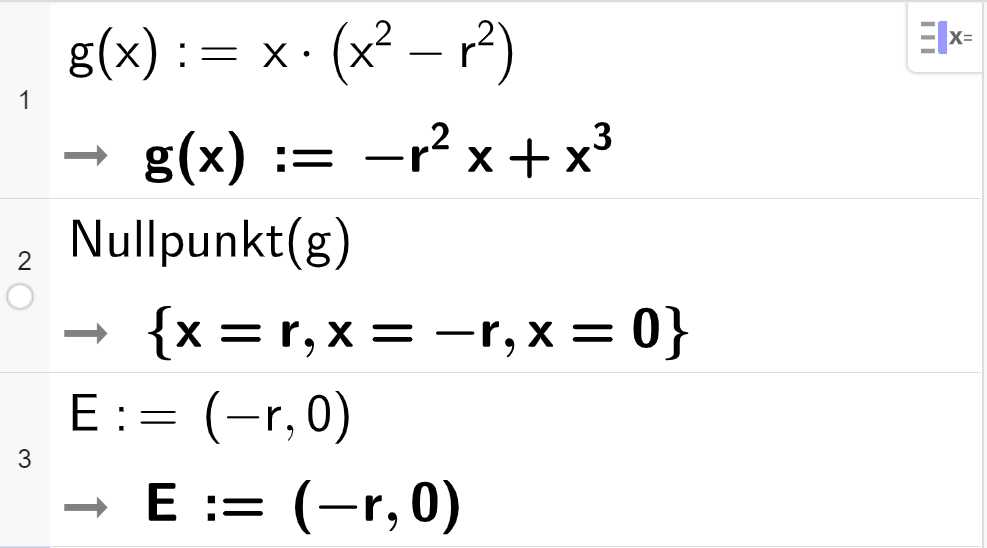 x=
1
g(x) := x · (x² − r²)
→ g(x) := −r² x + x³
2
Nullpunkt(g)
→ {x = r, x = −r, x = 0}
3
E := (−r, 0)
→ E := (−r, 0)